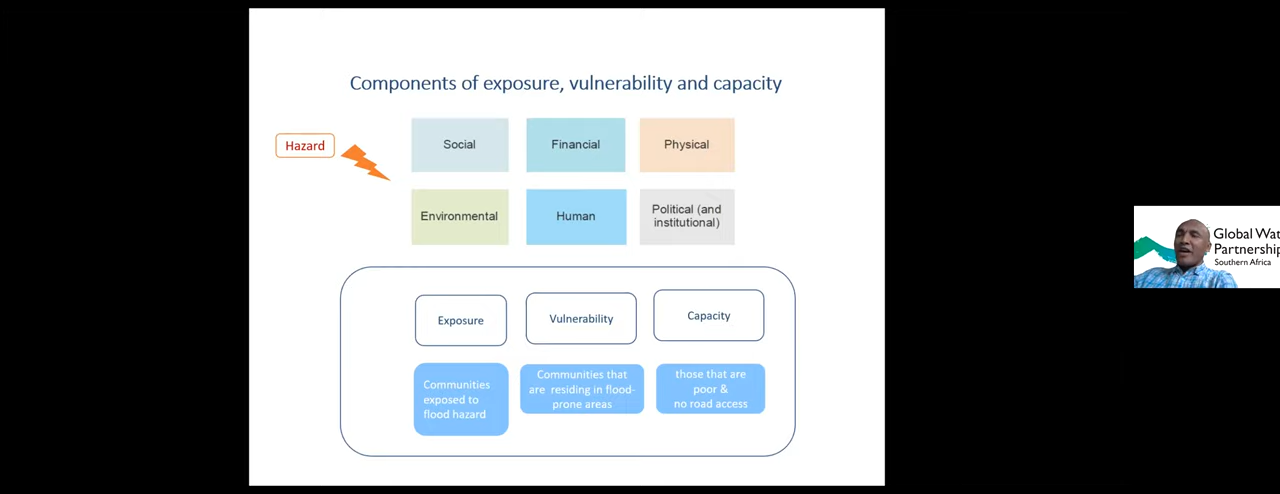 Components of exposure, vulnerability and capacity
Hazard
Social
Financial
Physical
Environmental
Human
Political (and
institutional)
Exposure
Vulnerability
Capacity
Communities
exposed to
flood hazard
Communities that
are residing in flood-
prone areas
those that are
poor &
no road access
Global Wat
Partnership
Southern Africa